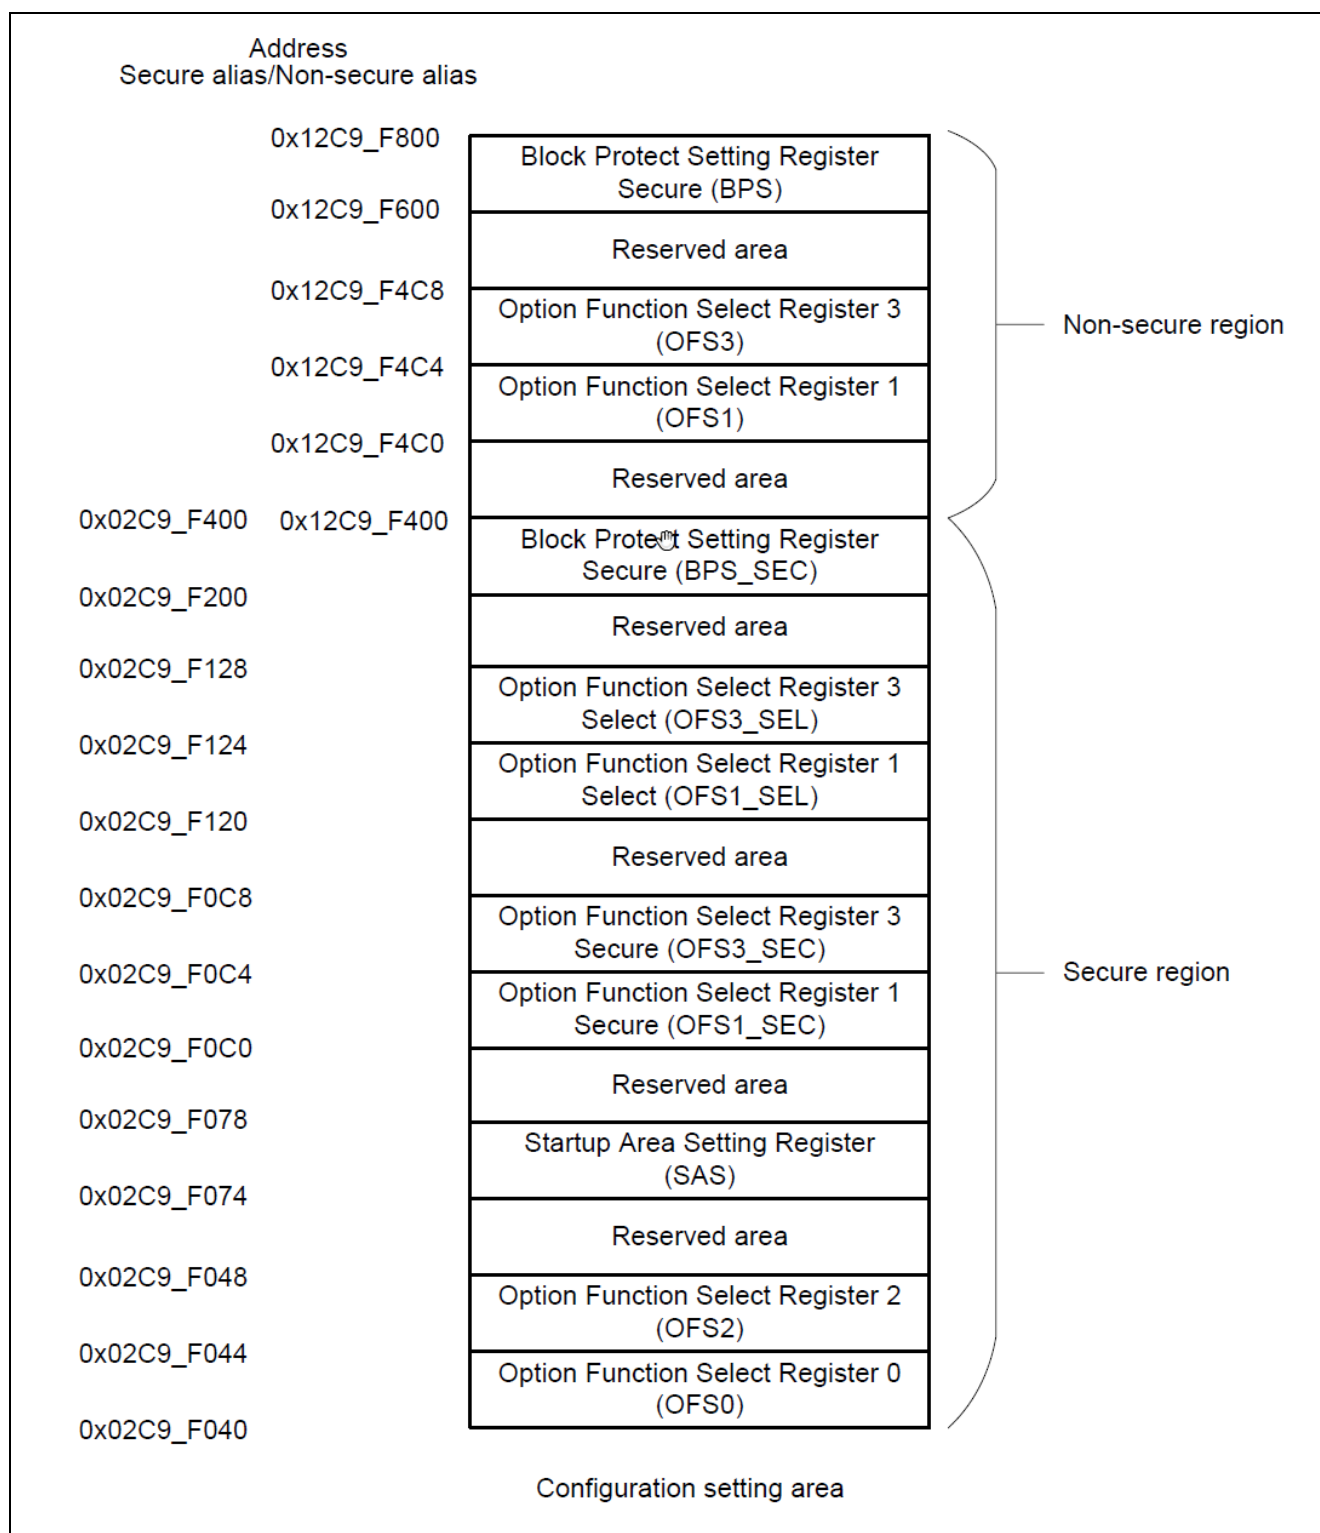 Address
Secure alias/Non-secure alias
0x12C9_F800
Block Protect Setting Register
Secure (BPS)
0x12C9_F600
Reserved area
0x12C9_F4C8
Option Function Select Register 3
(OFS3)
Non-secure region
0x12C9_F4C4
Option Function Select Register 1
(OFS1)
0x12C9_F4C0
Reserved area
0x02C9_F400 0x12C9_F400
Block Protect Setting Register
Secure (BPS_SEC)
0x02C9_F200
Reserved area
0x02C9_F128
Option Function Select Register 3
Select (OFS3_SEL)
0x02C9_F124
Option Function Select Register 1
Select (OFS1_SEL)
0x02C9_F120
Reserved area
0x02C9_F0C8
Option Function Select Register 3
Secure (OFS3_SEC)
0x02C9_F0C4
Secure region
Option Function Select Register 1
Secure (OFS1_SEC)
0x02C9_F0C0
Reserved area
0x02C9_F078
Startup Area Setting Register
(SAS)
0x02C9_F074
Reserved area
0x02C9_F048
Option Function Select Register 2
(OFS2)
0x02C9_F044
Option Function Select Register 0
(OFS0)
0x02C9_F040
Configuration setting area